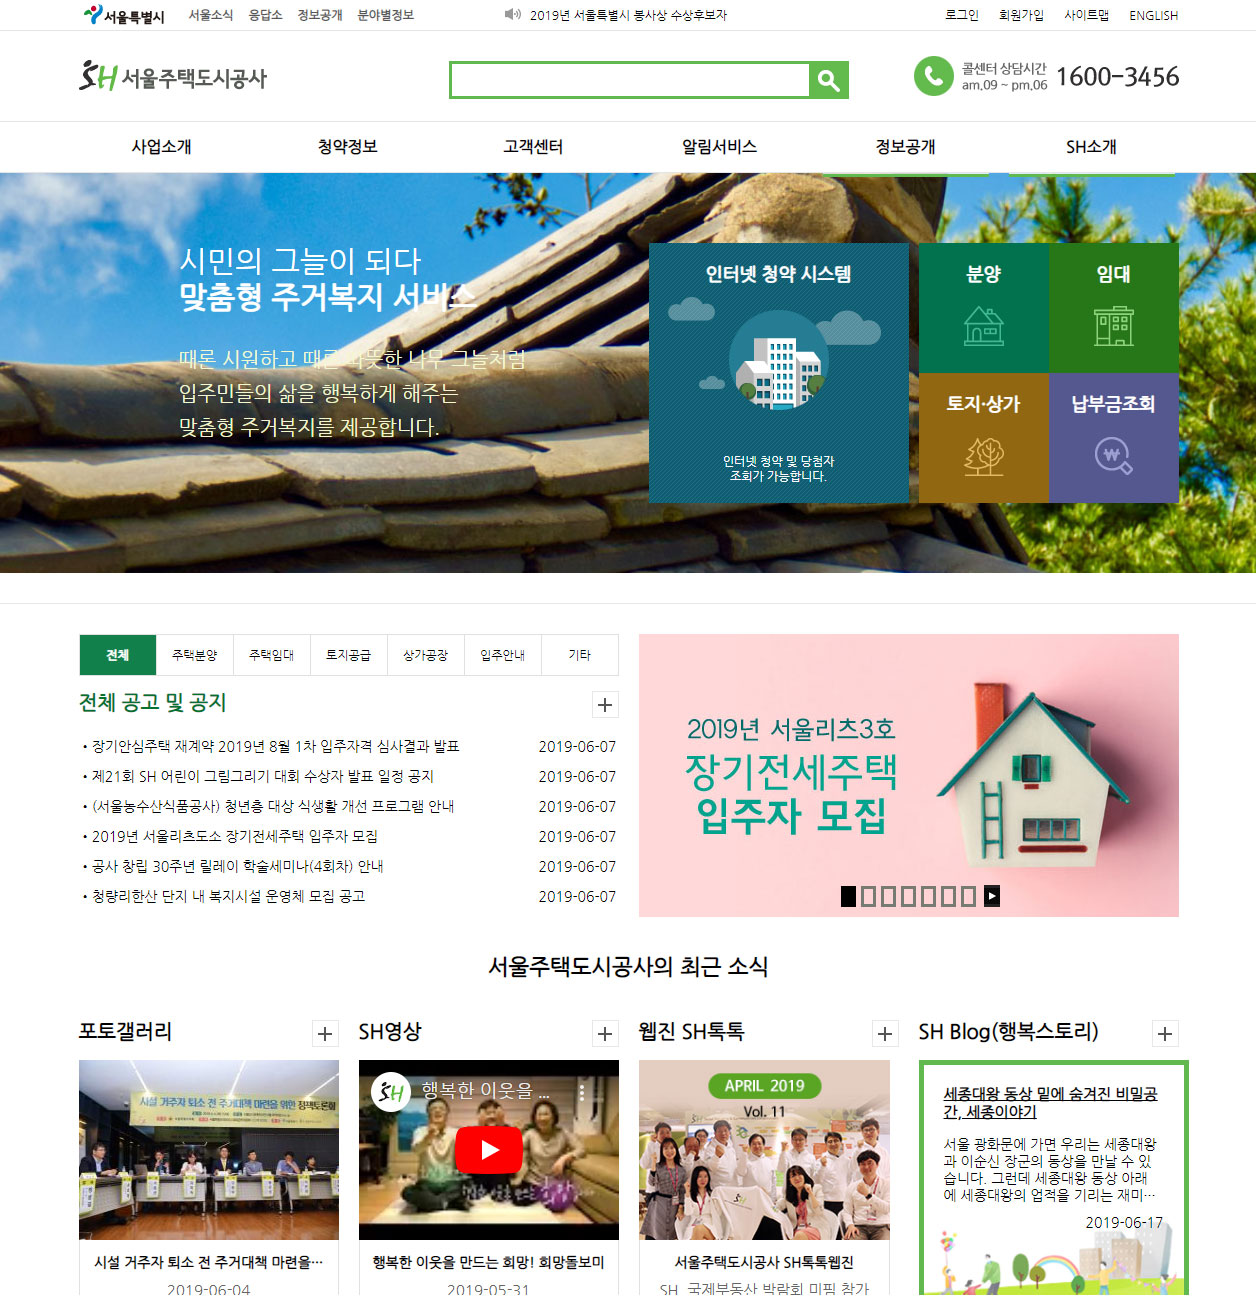 서울특별시 서울소식 응답소 정보공개 분야별정보 2019년 서울특별시 봉사상 수상후보자 로그인 회원가입 사이트맵 ENGLISH
SH 서울주택도시공사
콜센터 상담시간
am.09 ~ pm.06
1600-3456
사업소개 청약정보 고객센터 알림서비스 정보공개 SH소개
시민의 그늘이 되다
맞춤형 주거복지 서비스
때론 시원하고 때론 따뜻한 나무 그늘처럼
입주민들의 삶을 행복하게 해주는
맞춤형 주거복지를 제공합니다.
인터넷 청약 시스템
인터넷 청약 및 당첨자
조회가 가능합니다.
분양 임대
토지·상가 납부금조회
전체 주택분양 주택임대 토지공급 상가공장 입주안내 기타
전체 공고 및 공지
• 장기안심주택 재계약 2019년 8월 1차 입주자격 심사결과 발표 2019-06-07
• 제21회 SH 어린이 그림그리기 대회 수상자 발표 일정 공지 2019-06-07
• (서울농수산식품공사) 청년층 대상 식생활 개선 프로그램 안내 2019-06-07
• 2019년 서울리츠도소 장기전세주택 입주자 모집 2019-06-07
• 공사 창립 30주년 릴레이 학술세미나(4회차) 안내 2019-06-07
• 청량리한산 단지 내 복지시설 운영체 모집 공고 2019-06-07
2019년 서울리츠3호
장기전세주택
입주자 모집
서울주택도시공사의 최근 소식
포토갤러리
시설 거주자 퇴소 전 주거대책 마련을 위한 정책토론회
시설 거주자 퇴소 전 주거대책 마련을…
2019-06-04
SH영상
SH 행복한 이웃을 ...
행복한 이웃을 만드는 희망! 희망돌보미
2019-05-31
웹진 SH톡톡
APRIL 2019
Vol. 11
서울주택도시공사 SH톡톡웹진
SH, 국제부동산 박람회 미핌 참가
SH Blog(행복스토리)
세종대왕 동상 밑에 숨겨진 비밀공
간, 세종이야기
서울 광화문에 가면 우리는 세종대왕
과 이순신 장군의 동상을 만날 수 있
습니다. 그런데 세종대왕 동상 아래
에 세종대왕의 업적을 기리는 재미…
2019-06-17